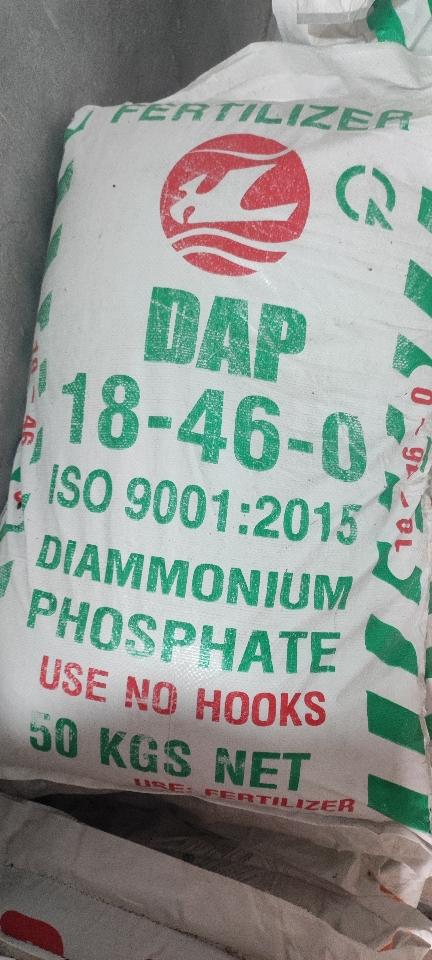 FERTILIZER
DAP
18-46-0
ISO 9001:2015
DIAMMONIUM
PHOSPHATE
USE NO HOOKS
50 KGS NET
USE: FERTILIZER